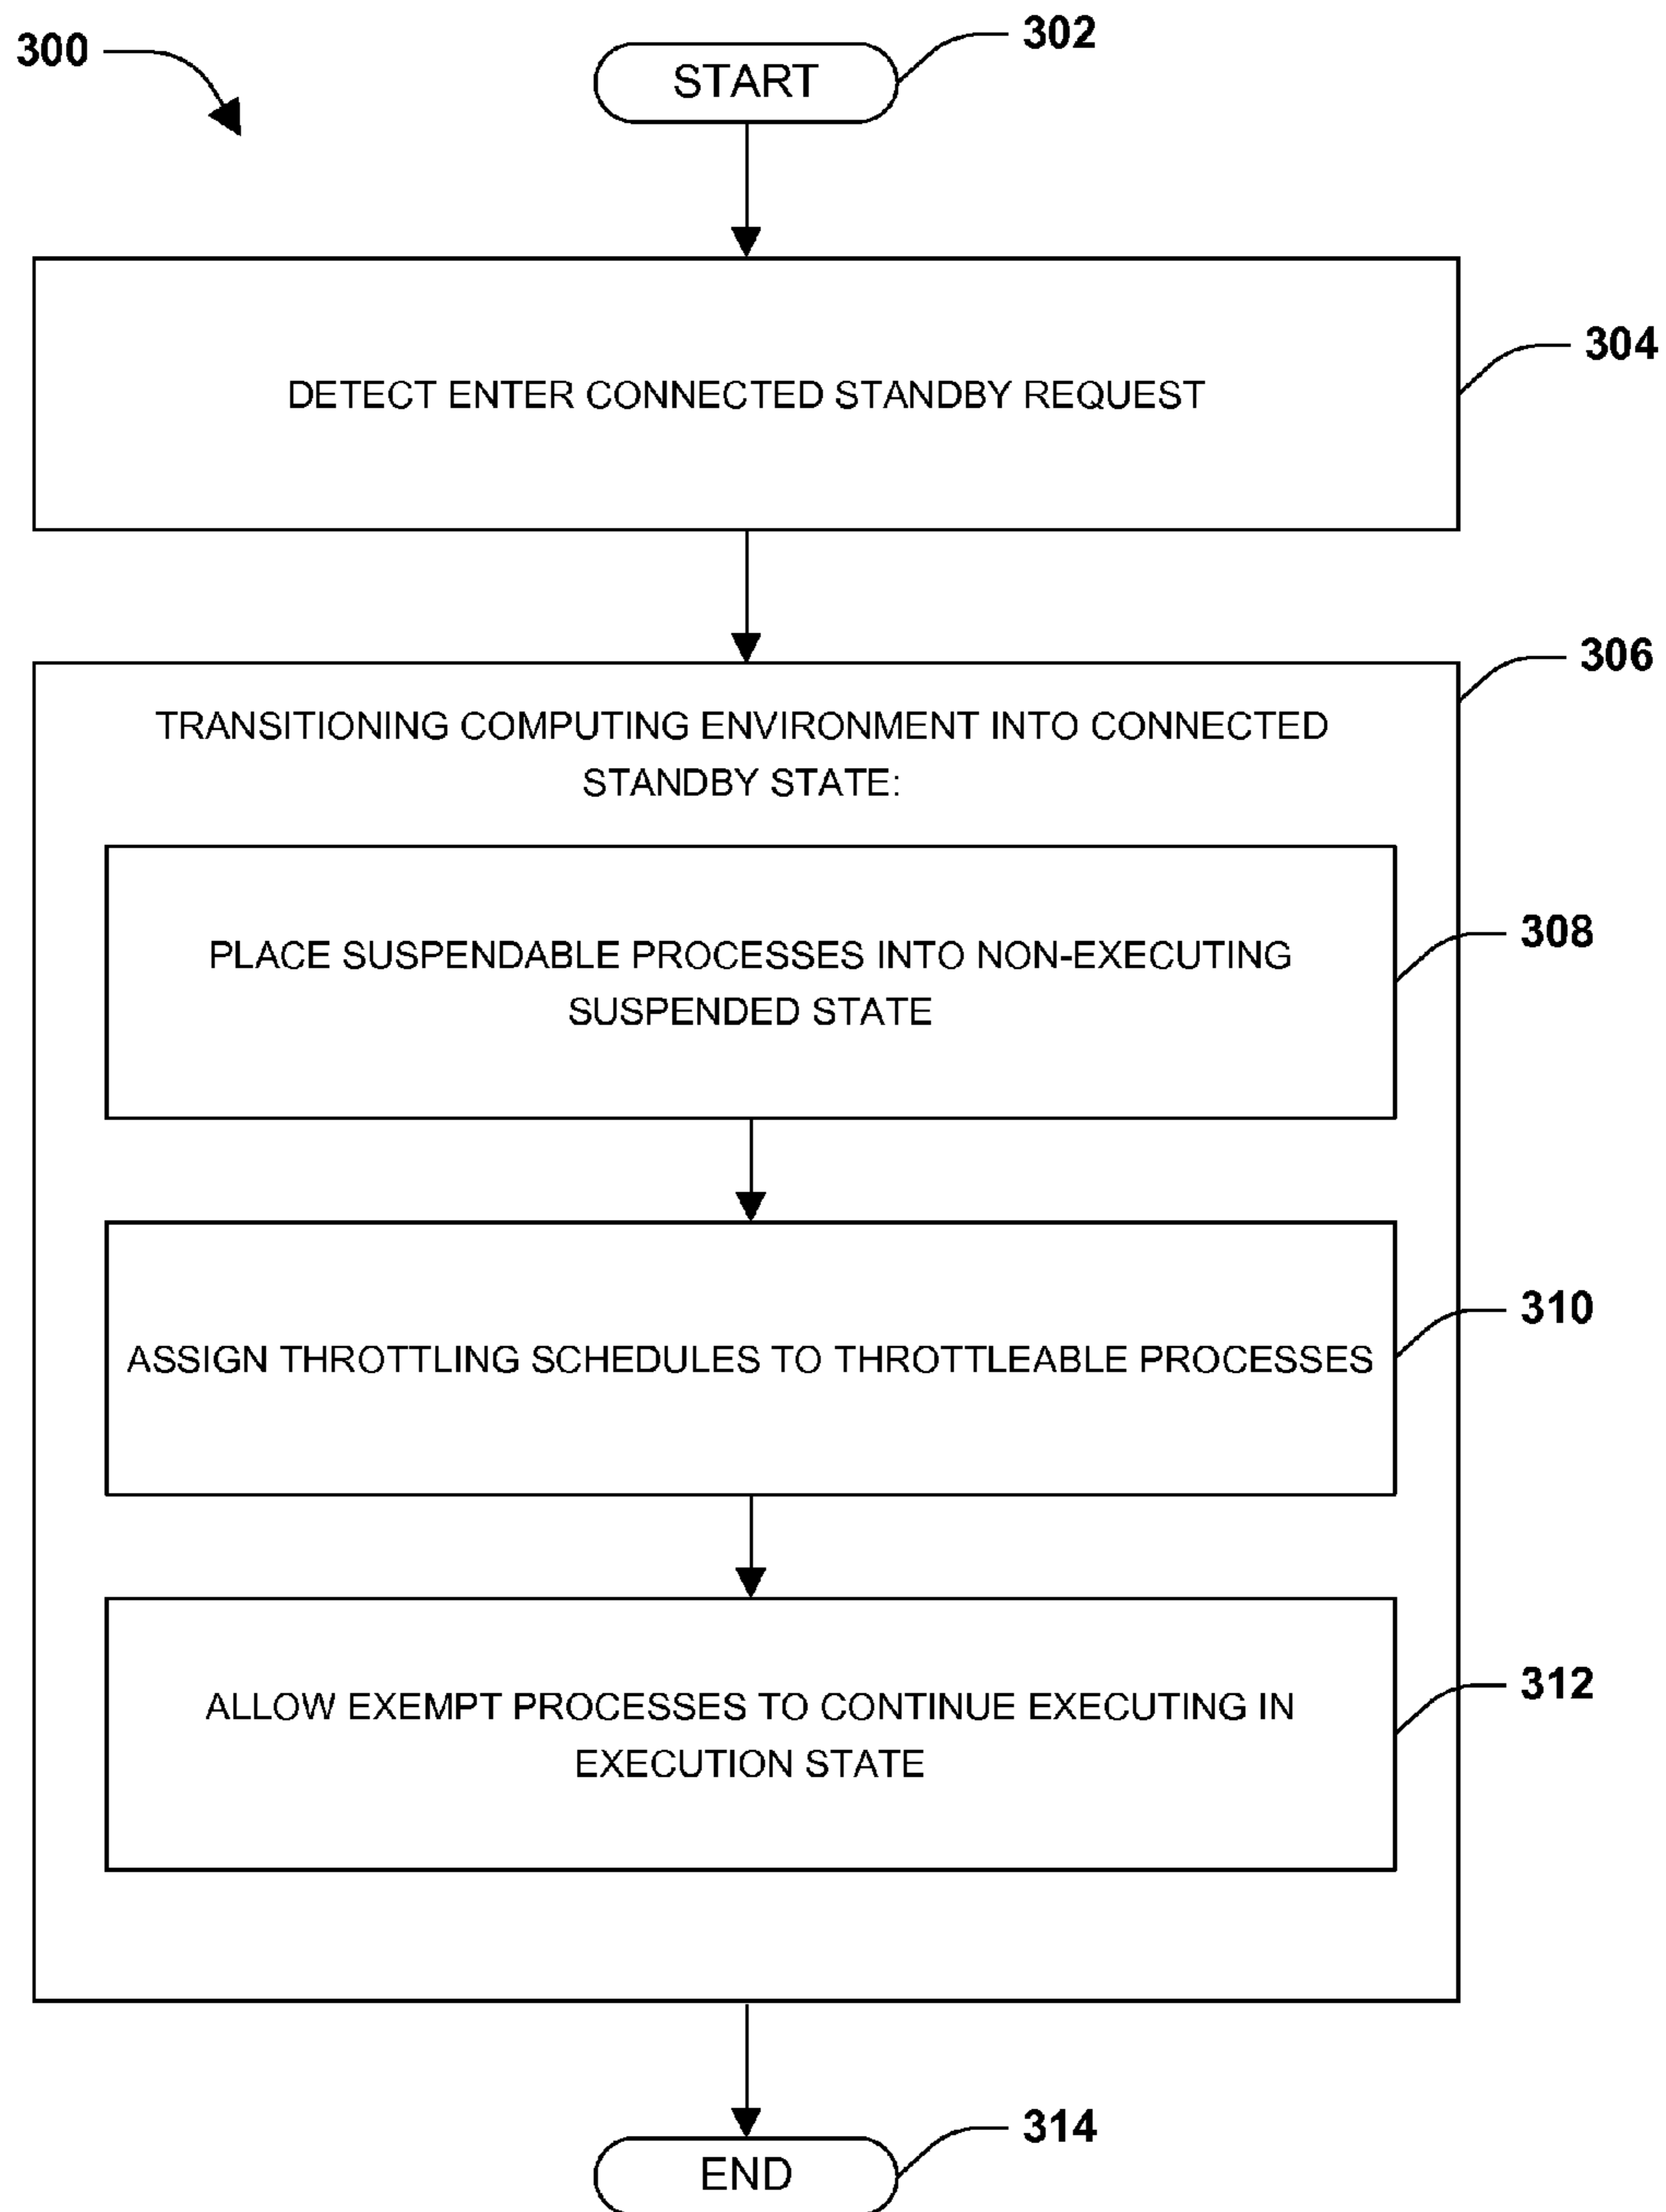 300
START
302
DETECT ENTER CONNECTED STANDBY REQUEST
304
306
TRANSITIONING COMPUTING ENVIRONMENT INTO CONNECTED
STANDBY STATE:
PLACE SUSPENDABLE PROCESSES INTO NON-EXECUTING
SUSPENDED STATE
308
ASSIGN THROTTLING SCHEDULES TO THROTTLEABLE PROCESSES
310
ALLOW EXEMPT PROCESSES TO CONTINUE EXECUTING IN
EXECUTION STATE
312
END
314